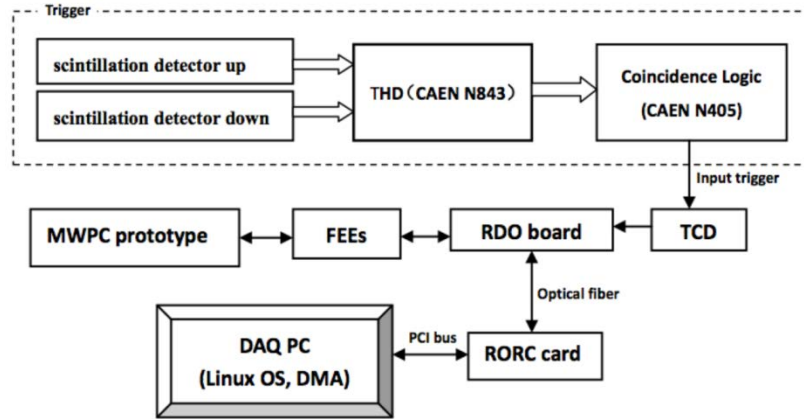 Trigger
scintillation detector up
scintillation detector down
THD（CAEN N843）
Coincidence Logic
(CAEN N405)
Input trigger
MWPC prototype
FEEs
RDO board
TCD
Optical fiber
DAQ PC
(Linux OS, DMA)
PCI bus
RORC card